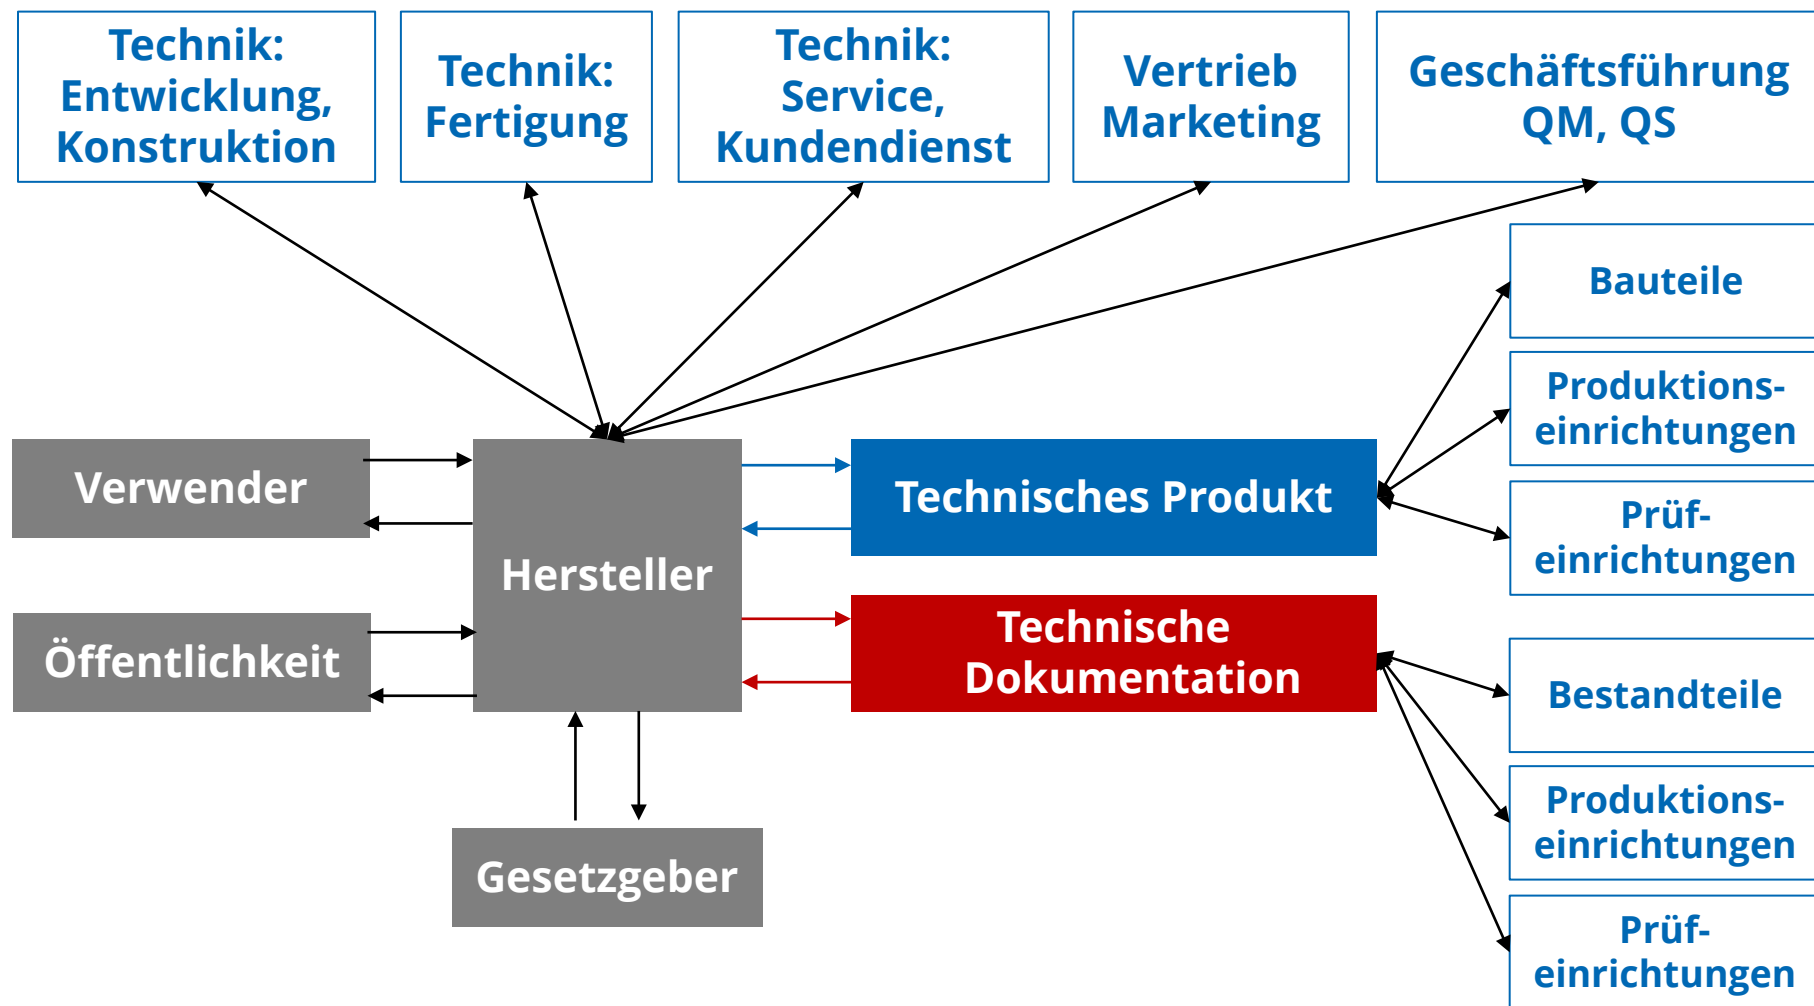 Technik:
Entwicklung,
Konstruktion
Technik:
Fertigung
Technik:
Service,
Kundendienst
Vertrieb
Marketing
Geschäftsführung
QM, QS
Bauteile
Produktions-
einrichtungen
Prüf-
einrichtungen
Verwender
Hersteller
Technisches Produkt
Öffentlichkeit
Technische
Dokumentation
Bestandteile
Produktions-
einrichtungen
Prüf-
einrichtungen
Gesetzgeber